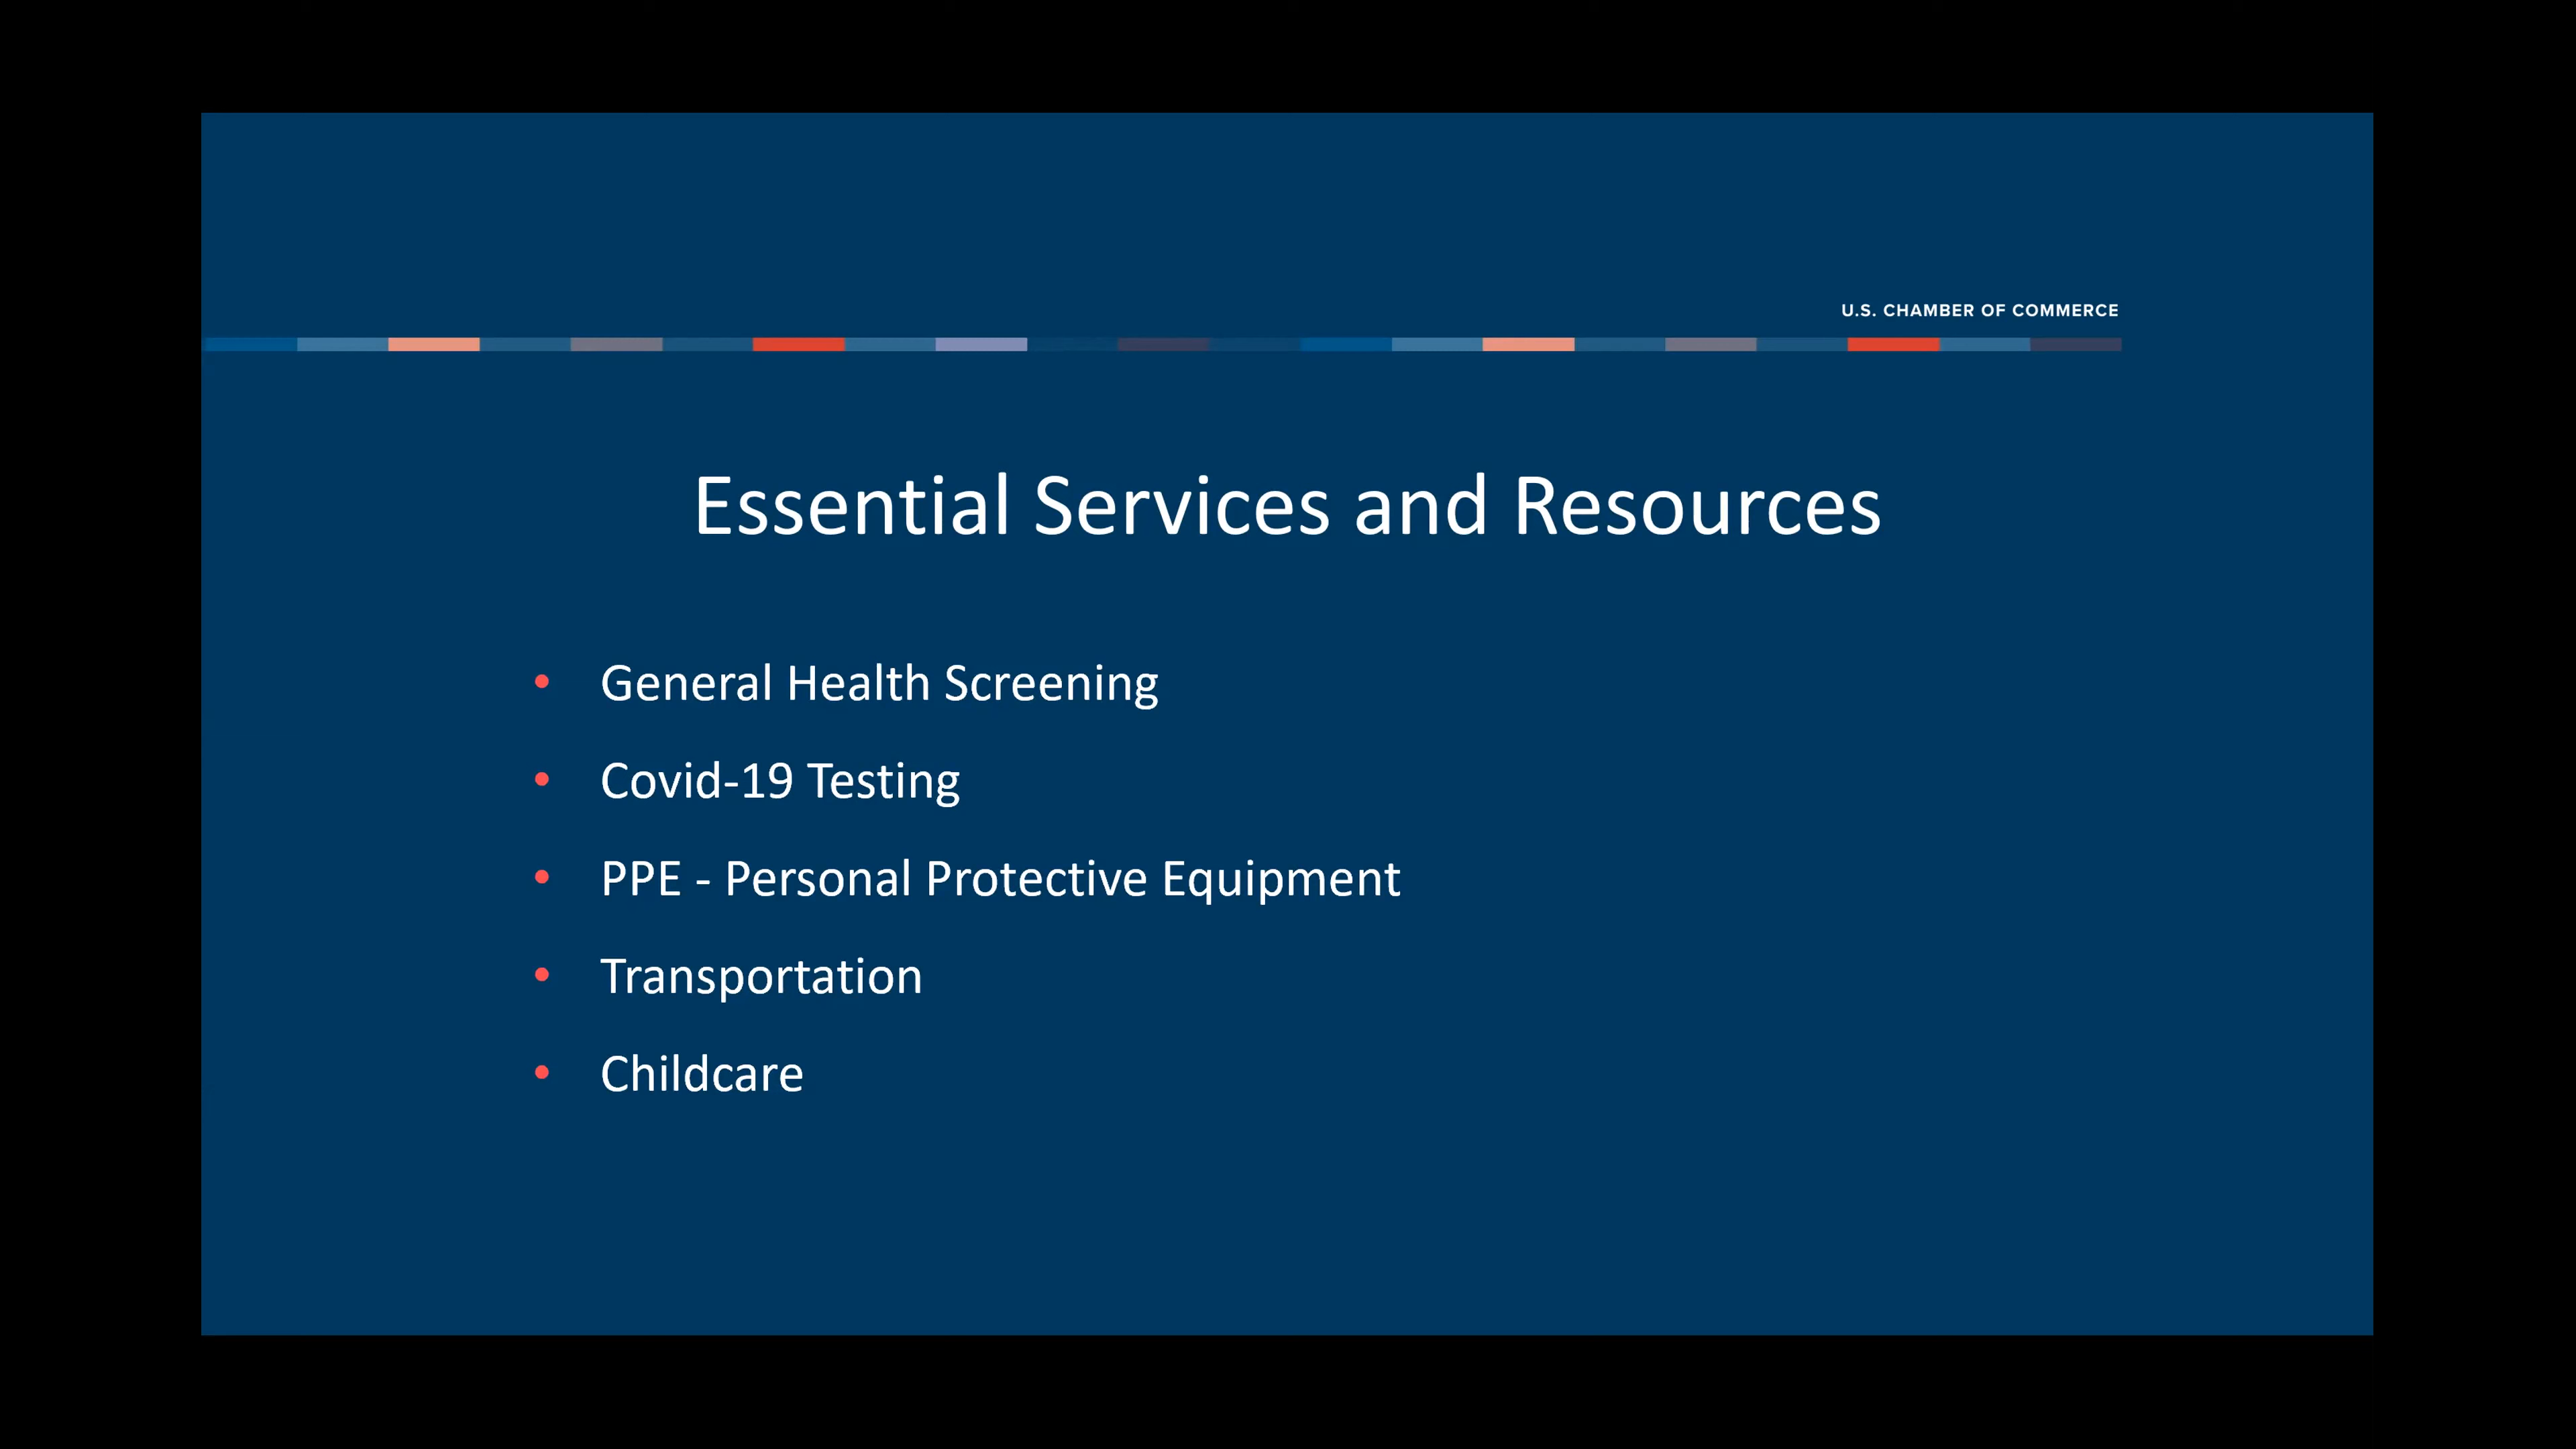 U.S. CHAMBER OF COMMERCE
Essential Services and Resources
• General Health Screening
• Covid-19 Testing
• PPE - Personal Protective Equipment
• Transportation
• Childcare